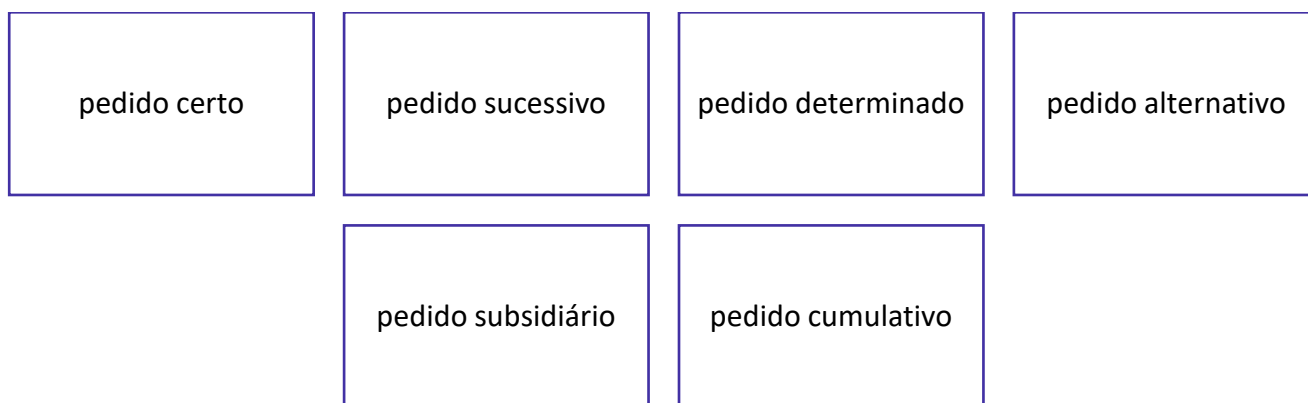 pedido certo
pedido sucessivo
pedido determinado
pedido alternativo
pedido subsidiário
pedido cumulativo